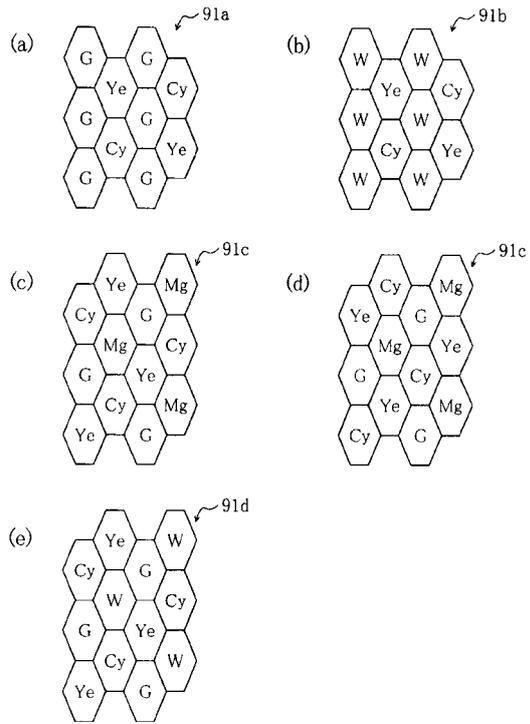 (a) 91a
G G
Ye Cy
G G
Cy Ye
G G
(b) 91b
W W
Ye Cy
W W
Cy Ye
W W
(c) 91c
Ye Mg
Cy G
Mg Cy
G Ye
Cy Mg
Ye G
(d) 91c
Cy Mg
Ye G
Mg Ye
G Cy
Ye Mg
Cy G
(e) 91d
Ye W
Cy G
W Cy
G Ye
Cy W
Ye G